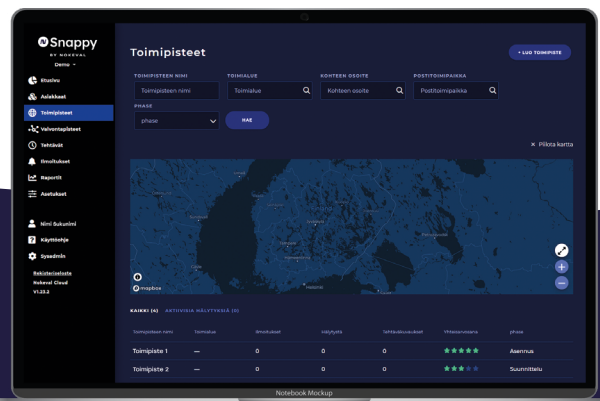 Snappy
BY NOKEVAL
Demo
Etusivu
Asiakkaat
Toimipisteet
Valvontapisteet
Tehtävät
Ilmoitukset
Raportit
Asetukset
Nimi Sukunimi
Käyttöohje
Sysadmin
Rekisteriseloste
Nokeval Cloud
V1.23.2
Toimipisteet
+ LUO TOIMIPISTE
TOIMIPISTEEN NIMI TOIMIALUE KOHTEEN OSOITE POSTITOIMIPAIKKA
Toimipisteen nimi Toimialue Kohteen osoite Postitoimipaikka
PHASE
phase HAE
× Piilota kartta
Helsinki
mapbox
KAIKKI (4) AKTIIVISIA HÄLYTYKSIÄ (0)
Toimipisteen nimi Toimialue Ilmoitukset Hälytystä Tehtäväkuvaukset Yhteisarvosana phase
Toimipiste 1 — 0 0 0 ★★★★★ Asennus
Toimipiste 2 — 0 0 0 ★★★★★ Suunnittelu
Notebook Mockup